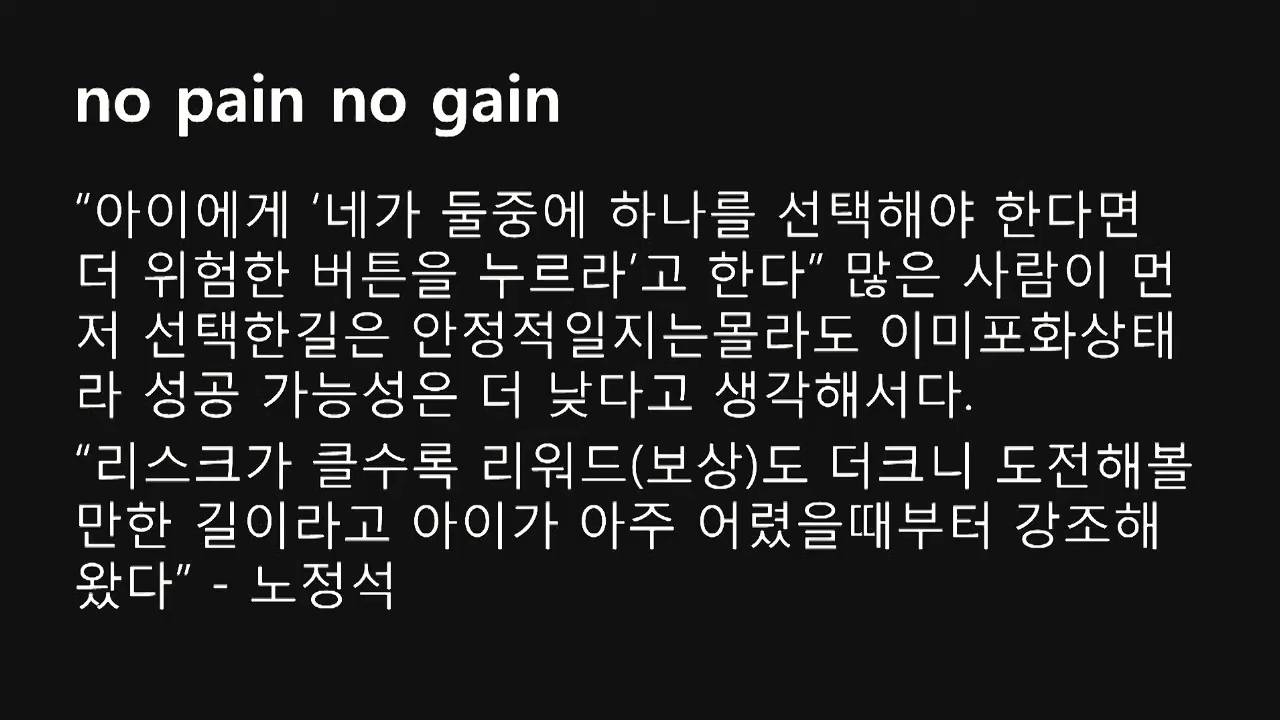 no pain no gain
“아이에게 ‘네가 둘중에 하나를 선택해야 한다면
더 위험한 버튼을 누르라’고 한다” 많은 사람이 먼
저 선택한길은 안정적일지는몰라도 이미포화상태
라 성공 가능성은 더 낮다고 생각해서다.
“리스크가 클수록 리워드(보상)도 더크니 도전해볼
만한 길이라고 아이가 아주 어렸을때부터 강조해
왔다” - 노정석